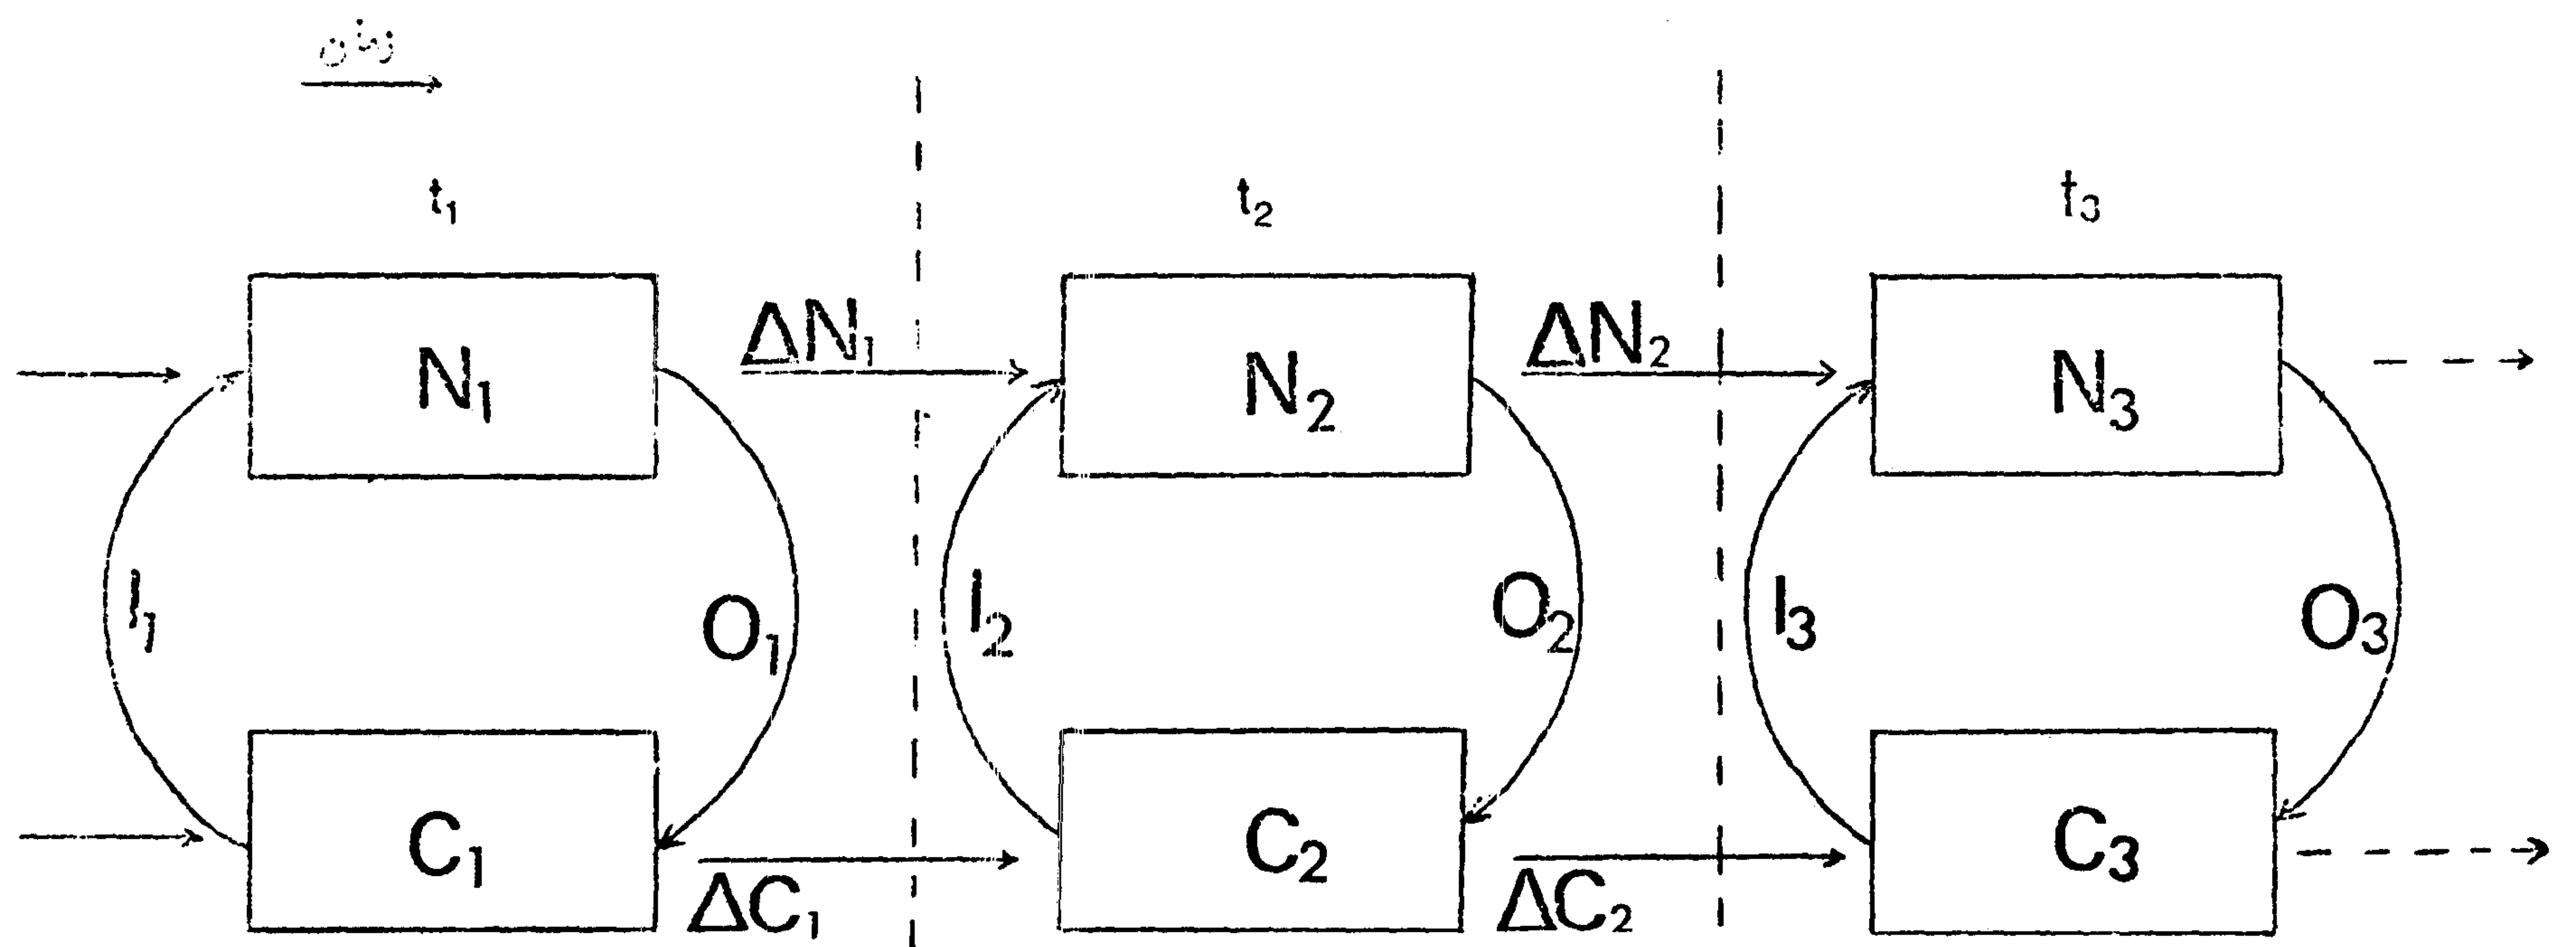 t₁ t₂ t₃
N₁ ΔN₁ N₂ ΔN₂ N₃
I₁ O₁ I₂ O₂ I₃ O₃
C₁ ΔC₁ C₂ ΔC₂ C₃